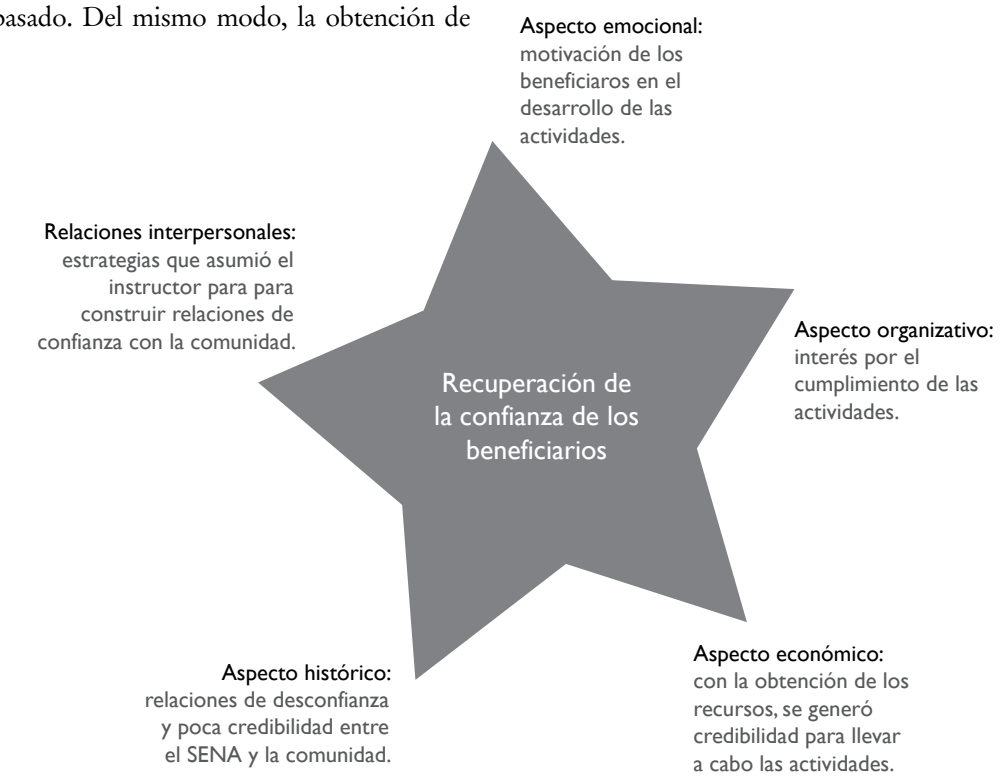 pasado. Del mismo modo, la obtención de
Aspecto emocional:
motivación de los
beneficiaros en el
desarrollo de las
actividades.
Relaciones interpersonales:
estrategias que asumió el
instructor para para
construir relaciones de
confianza con la comunidad.
Aspecto organizativo:
interés por el
cumplimiento de las
actividades.
Recuperación de
la confianza de los
beneficiarios
Aspecto histórico:
relaciones de desconfianza
y poca credibilidad entre
el SENA y la comunidad.
Aspecto económico:
con la obtención de los
recursos, se generó
credibilidad para llevar
a cabo las actividades.